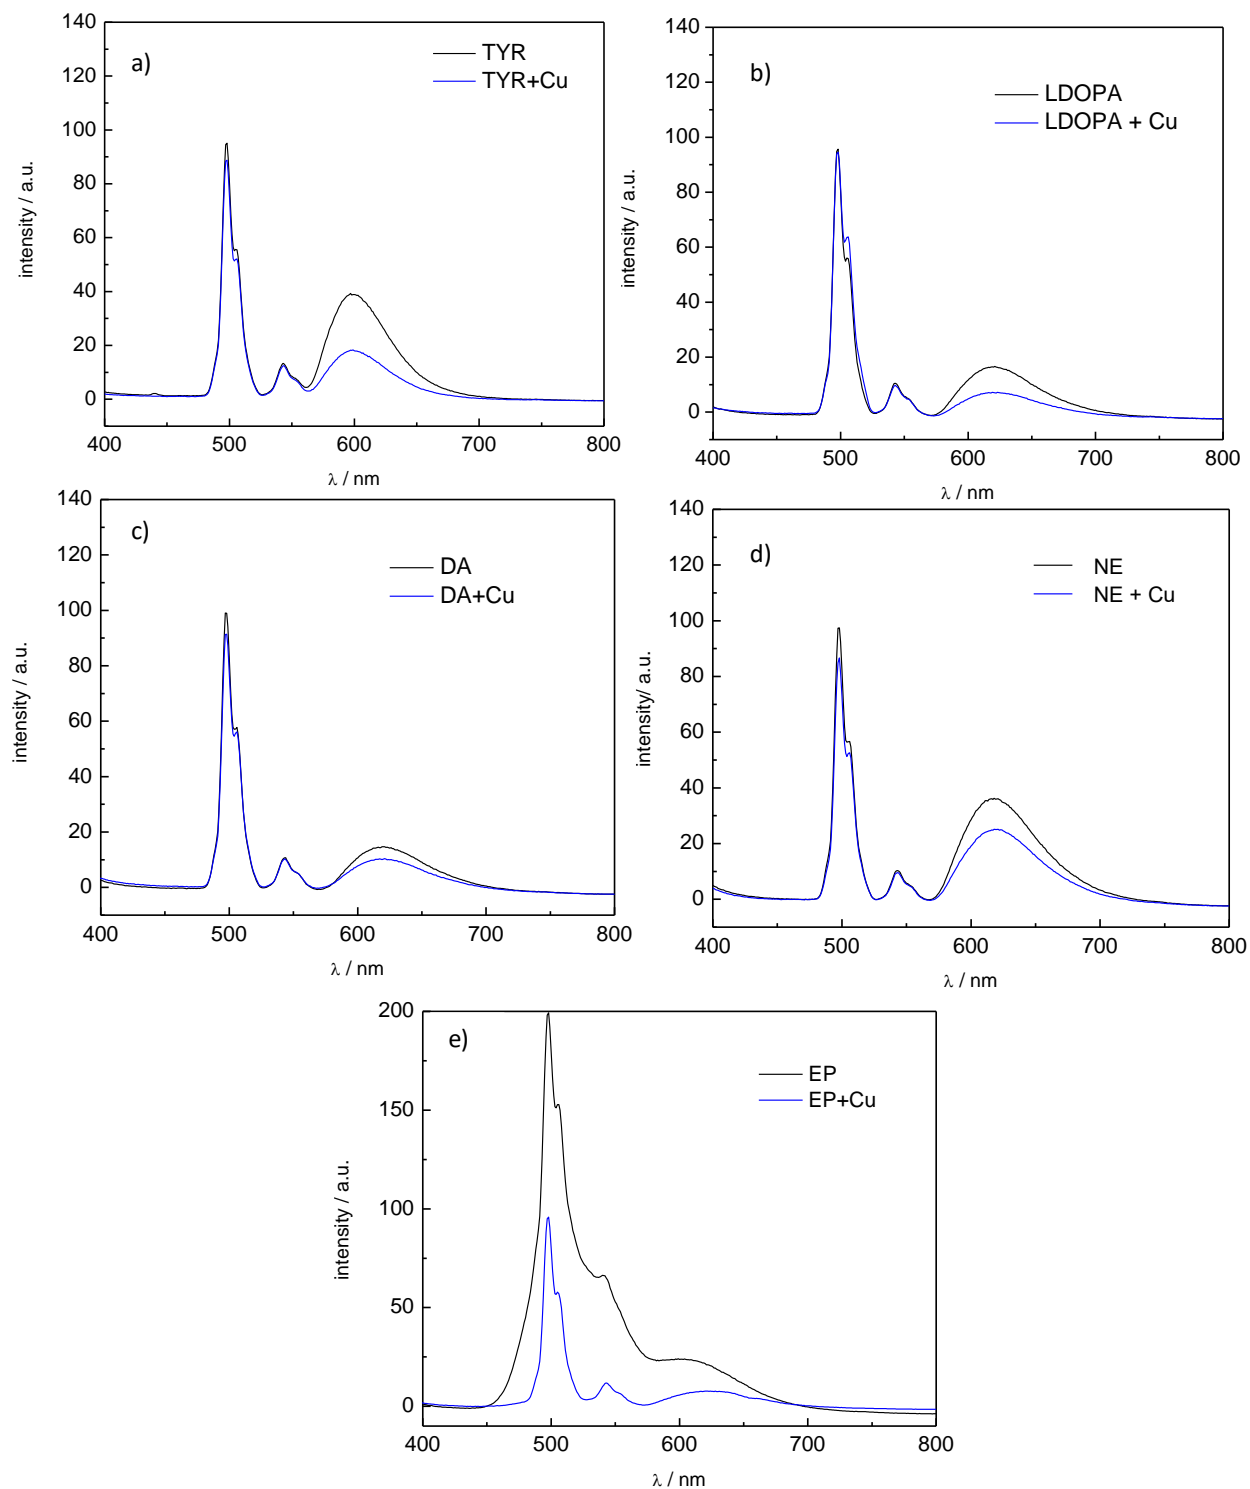 a)
TYR
TYR+Cu
intensity / a.u.
140
120
100
80
60
40
20
0
400 500 600 700 800
λ / nm
b)
LDOPA
LDOPA + Cu
intensity / a.u.
140
120
100
80
60
40
20
0
400 500 600 700 800
λ / nm
c)
DA
DA+Cu
intensity / a.u.
140
120
100
80
60
40
20
0
400 500 600 700 800
λ / nm
d)
NE
NE + Cu
intensity/ a.u.
140
120
100
80
60
40
20
0
400 500 600 700 800
λ / nm
e)
EP
EP+Cu
intensity / a.u.
200
150
100
50
0
400 500 600 700 800
λ / nm